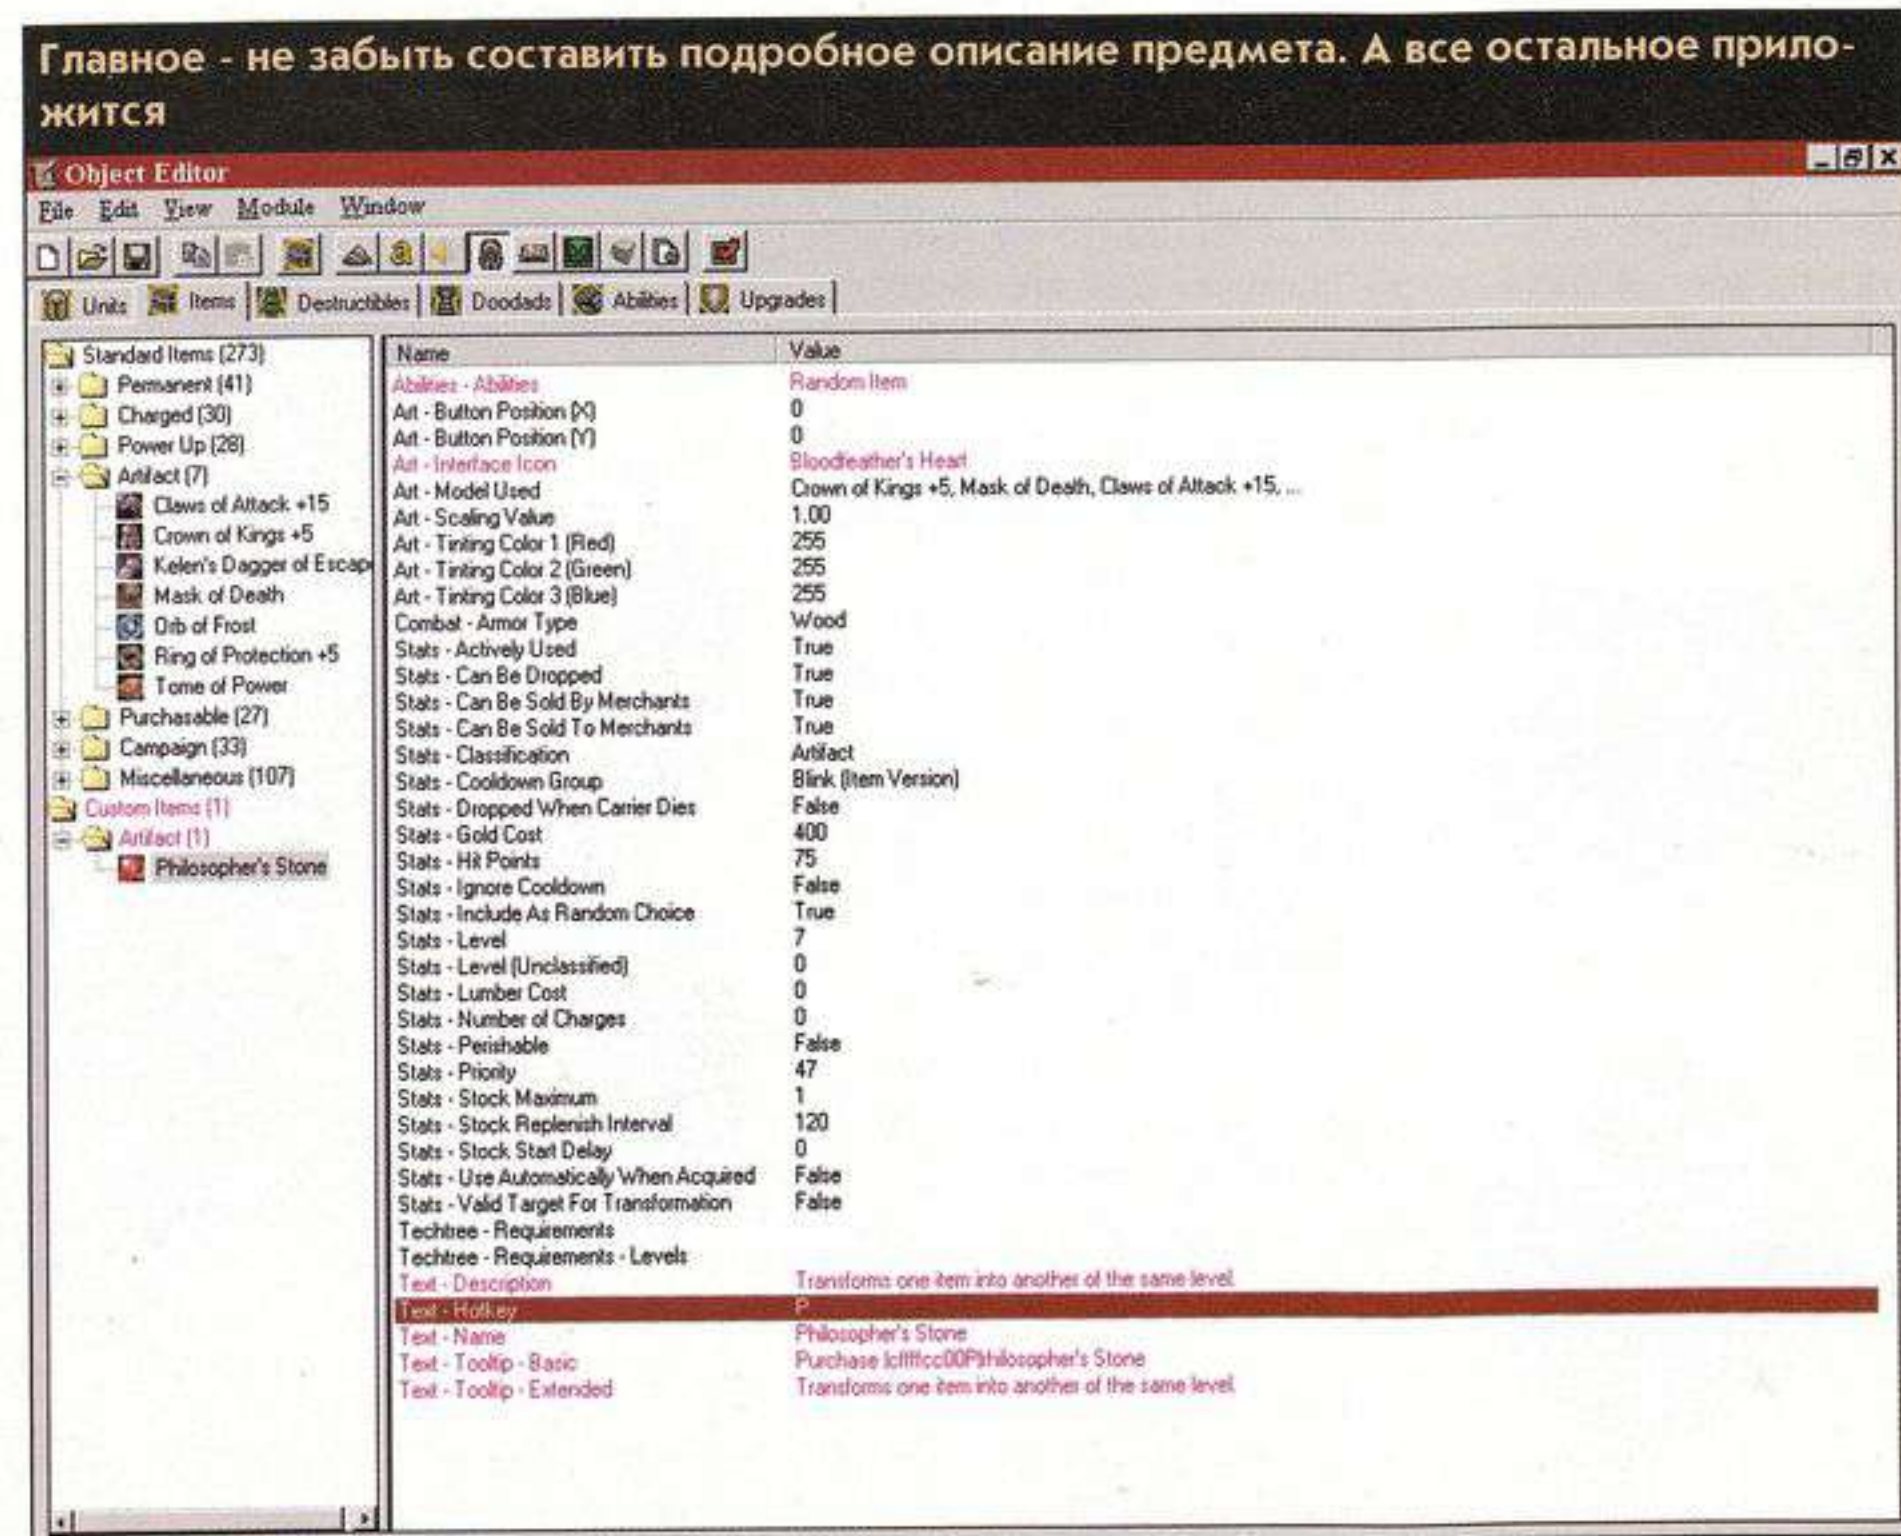 Главное - не забыть составить подробное описание предмета. А все остальное прило-
жится
Object Editor
File Edit View Module Window
Units Items Destructibles Doodads Abilities Upgrades
Standard Items (273)
Permanent (41)
Charged (30)
Power Up (28)
Artifact (7)
Claws of Attack +15
Crown of Kings +5
Kelen's Dagger of Escap
Mask of Death
Orb of Frost
Ring of Protection +5
Tome of Power
Purchasable (27)
Campaign (33)
Miscellaneous (107)
Custom Items (1)
Artifact (1)
Philosopher's Stone
Name Value
Abilities - Abilities Random Item
Art - Button Position (X) 0
Art - Button Position (Y) 0
Art - Interface Icon Bloodfeather's Heart
Art - Model Used Crown of Kings +5, Mask of Death, Claws of Attack +15, ...
Art - Scaling Value 1.00
Art - Tinting Color 1 (Red) 255
Art - Tinting Color 2 (Green) 255
Art - Tinting Color 3 (Blue) 255
Combat - Armor Type Wood
Stats - Actively Used True
Stats - Can Be Dropped True
Stats - Can Be Sold By Merchants True
Stats - Can Be Sold To Merchants True
Stats - Classification Artifact
Stats - Cooldown Group Blink (Item Version)
Stats - Dropped When Carrier Dies False
Stats - Gold Cost 400
Stats - Hit Points 75
Stats - Ignore Cooldown False
Stats - Include As Random Choice True
Stats - Level 7
Stats - Level (Unclassified) 0
Stats - Lumber Cost 0
Stats - Number of Charges 0
Stats - Perishable False
Stats - Priority 47
Stats - Stock Maximum 1
Stats - Stock Replenish Interval 120
Stats - Stock Start Delay 0
Stats - Use Automatically When Acquired False
Stats - Valid Target For Transformation False
Techtree - Requirements
Techtree - Requirements - Levels
Text - Description Transforms one item into another of the same level.
Text - Hotkey P
Text - Name Philosopher's Stone
Text - Tooltip - Basic Purchase |cffffcc00P|rhilosopher's Stone
Text - Tooltip - Extended Transforms one item into another of the same level.